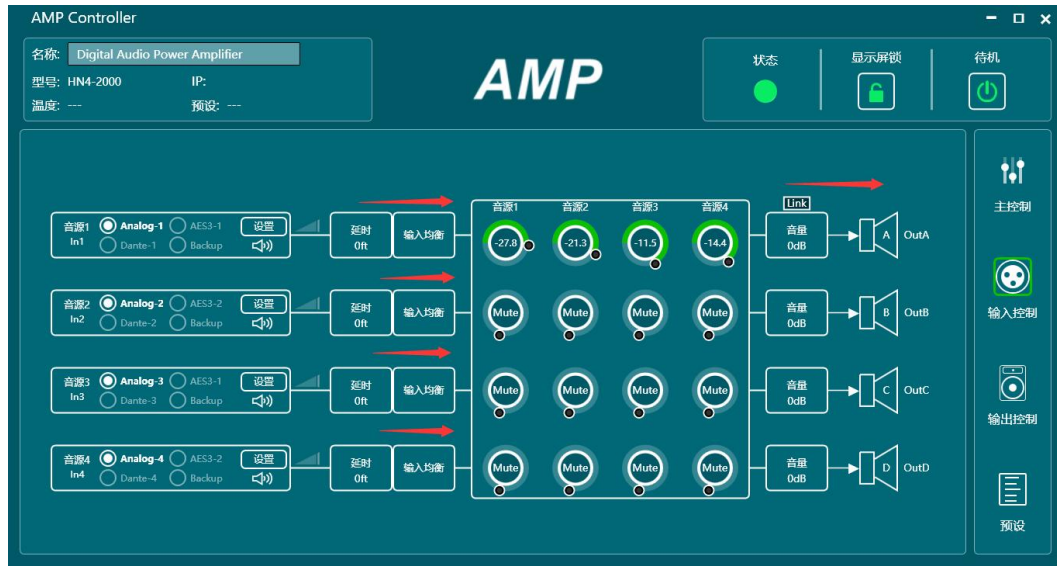 AMP Controller
名称: Digital Audio Power Amplifier
型号: HN4-2000 IP:
温度: --- 预设: ---
AMP
状态
显示屏锁
待机
音源1 音源2 音源3 音源4
Link
音源1 Analog-1 AES3-1 设置
In1 Dante-1 Backup
延时
0ft
输入均衡
-27.8 -21.3 -11.5 -14.4
音量
0dB
A OutA
音源2 Analog-2 AES3-2 设置
In2 Dante-2 Backup
延时
0ft
输入均衡
Mute Mute Mute Mute
音量
0dB
B OutB
音源3 Analog-3 AES3-1 设置
In3 Dante-3 Backup
延时
0ft
输入均衡
Mute Mute Mute Mute
音量
0dB
C OutC
音源4 Analog-4 AES3-2 设置
In4 Dante-4 Backup
延时
0ft
输入均衡
Mute Mute Mute Mute
音量
0dB
D OutD
主控制
输入控制
输出控制
预设